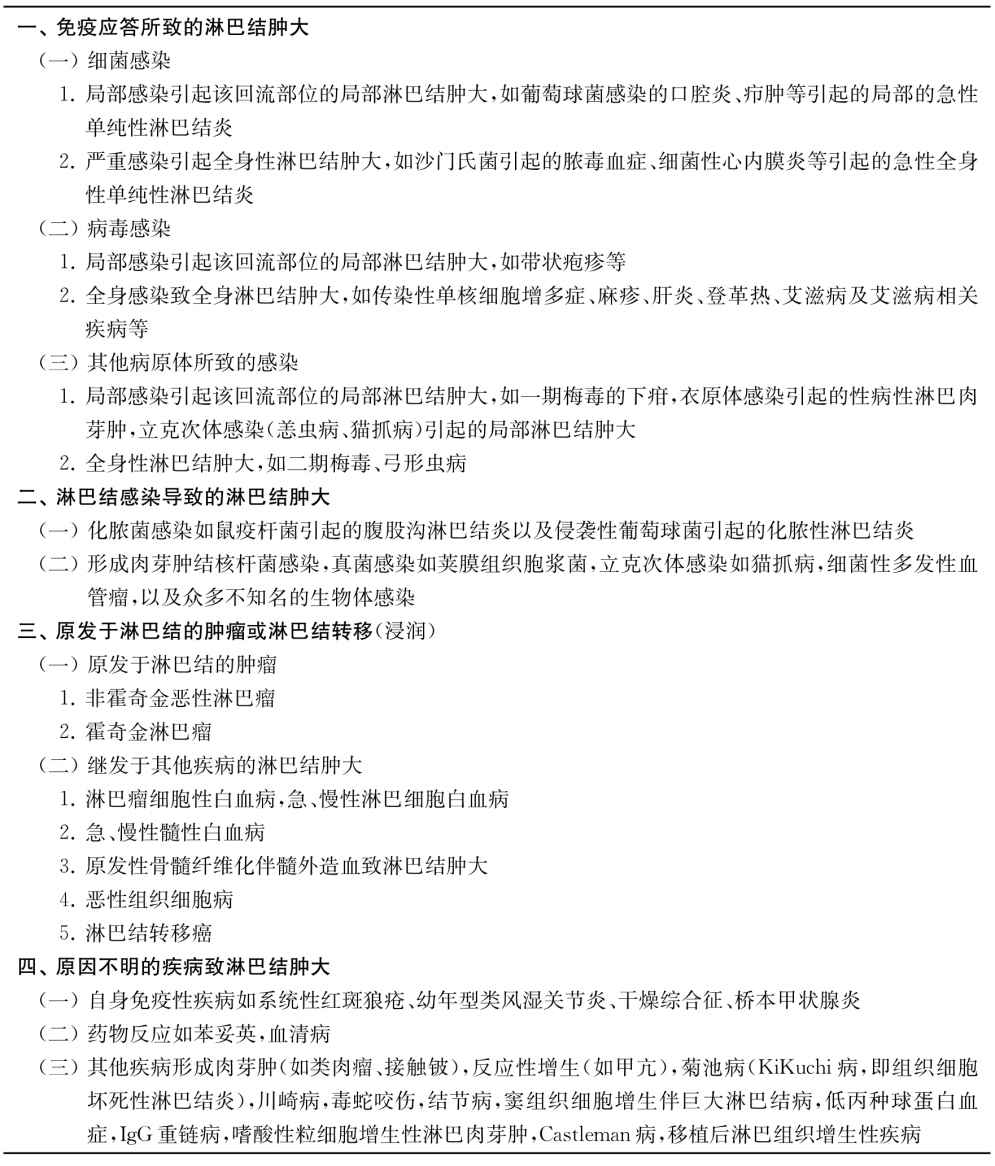 一、免疫应答所致的淋巴结肿大
（一）细菌感染
1. 局部感染引起该回流部位的局部淋巴结肿大，如葡萄球菌感染的口腔炎、疖肿等引起的局部的急性
单纯性淋巴结炎
2. 严重感染引起全身性淋巴结肿大，如沙门氏菌引起的脓毒血症、细菌性心内膜炎等引起的急性全身
性单纯性淋巴结炎
（二）病毒感染
1. 局部感染引起该回流部位的局部淋巴结肿大，如带状疱疹等
2. 全身感染致全身淋巴结肿大，如传染性单核细胞增多症、麻疹、肝炎、登革热、艾滋病及艾滋病相关
疾病等
（三）其他病原体所致的感染
1. 局部感染引起该回流部位的局部淋巴结肿大，如一期梅毒的下疳，衣原体感染引起的性病性淋巴肉
芽肿，立克次体感染（恙虫病、猫抓病）引起的局部淋巴结肿大
2. 全身性淋巴结肿大，如二期梅毒、弓形虫病
二、淋巴结感染导致的淋巴结肿大
（一）化脓菌感染如鼠疫杆菌引起的腹股沟淋巴结炎以及侵袭性葡萄球菌引起的化脓性淋巴结炎
（二）形成肉芽肿结核杆菌感染，真菌感染如荚膜组织胞浆菌，立克次体感染如猫抓病，细菌性多发性血
管瘤，以及众多不知名的生物体感染
三、原发于淋巴结的肿瘤或淋巴结转移（浸润）
（一）原发于淋巴结的肿瘤
1. 非霍奇金恶性淋巴瘤
2. 霍奇金淋巴瘤
（二）继发于其他疾病的淋巴结肿大
1. 淋巴瘤细胞性白血病，急、慢性淋巴细胞白血病
2. 急、慢性髓性白血病
3. 原发性骨髓纤维化伴髓外造血致淋巴结肿大
4. 恶性组织细胞病
5. 淋巴结转移癌
四、原因不明的疾病致淋巴结肿大
（一）自身免疫性疾病如系统性红斑狼疮、幼年型类风湿关节炎、干燥综合征、桥本甲状腺炎
（二）药物反应如苯妥英，血清病
（三）其他疾病形成肉芽肿（如类肉瘤、接触铍），反应性增生（如甲亢），菊池病（KiKuchi 病，即组织细胞
坏死性淋巴结炎），川崎病，毒蛇咬伤，结节病，窦组织细胞增生伴巨大淋巴结病，低丙种球蛋白血
症，IgG 重链病，嗜酸性粒细胞增生性淋巴肉芽肿，Castleman 病，移植后淋巴组织增生性疾病